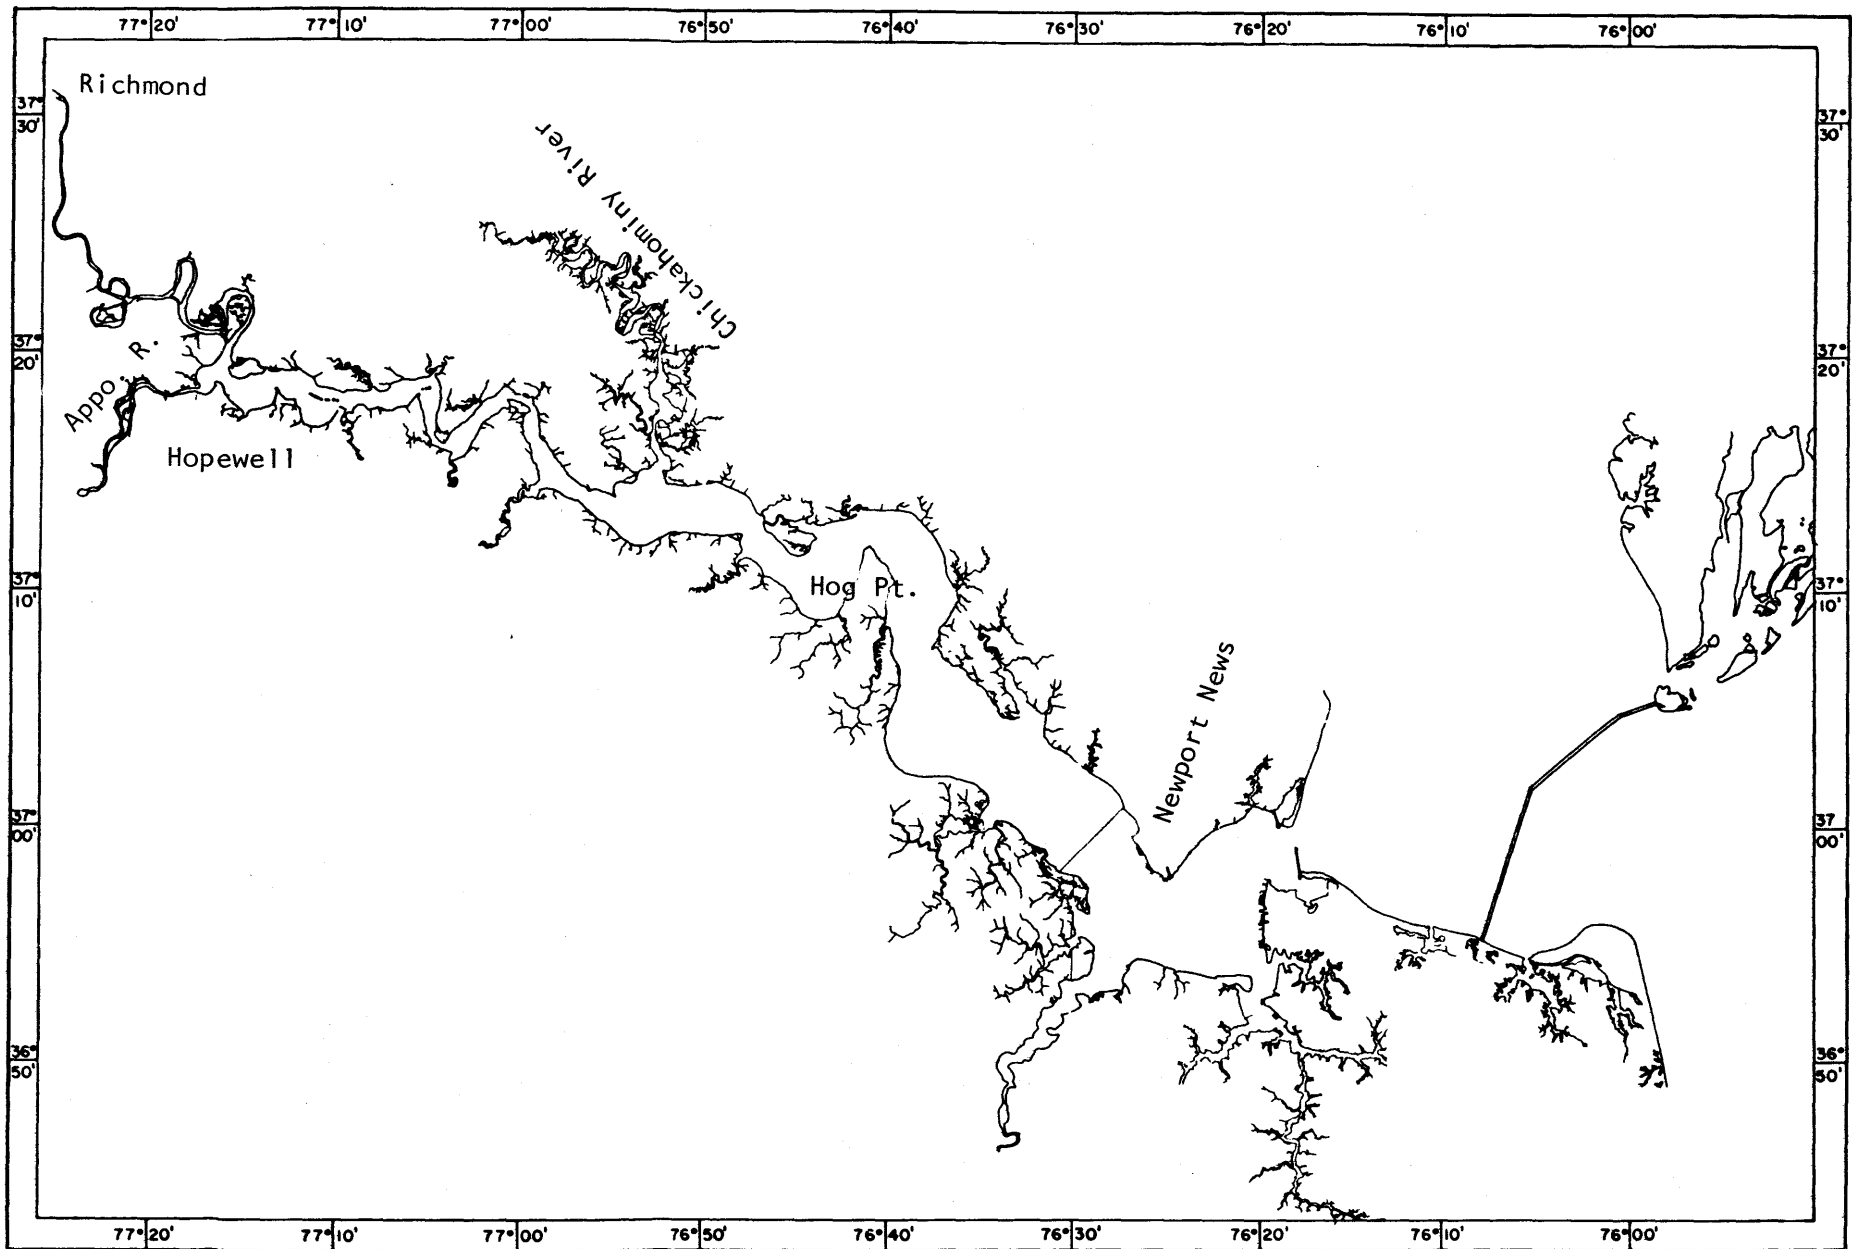 77°20' 77°10' 77°00' 76°50' 76°40' 76°30' 76°20' 76°10' 76°00'
Richmond
37° 30'
37° 30'
Chickahominy River
37° 20'
37° 20'
Appo. R.
Hopewell
37° 10'
37° 10'
Hog Pt.
Newport News
37° 00'
37 00'
36° 50'
36° 50'
77°20' 77°10' 77°00' 76°50' 76°40' 76°30' 76°20' 76°10' 76°00'